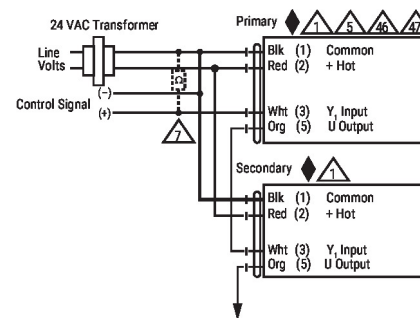 24 VAC Transformer
Primary 1 5 46 47
Line
Volts
Blk (1) Common
Red (2) + Hot
Ω
(–)
Control Signal (+)
7
Wht (3) Y₁ Input
Org (5) U Output
Secondary 1
Blk (1) Common
Red (2) + Hot
Wht (3) Y₁ Input
Org (5) U Output